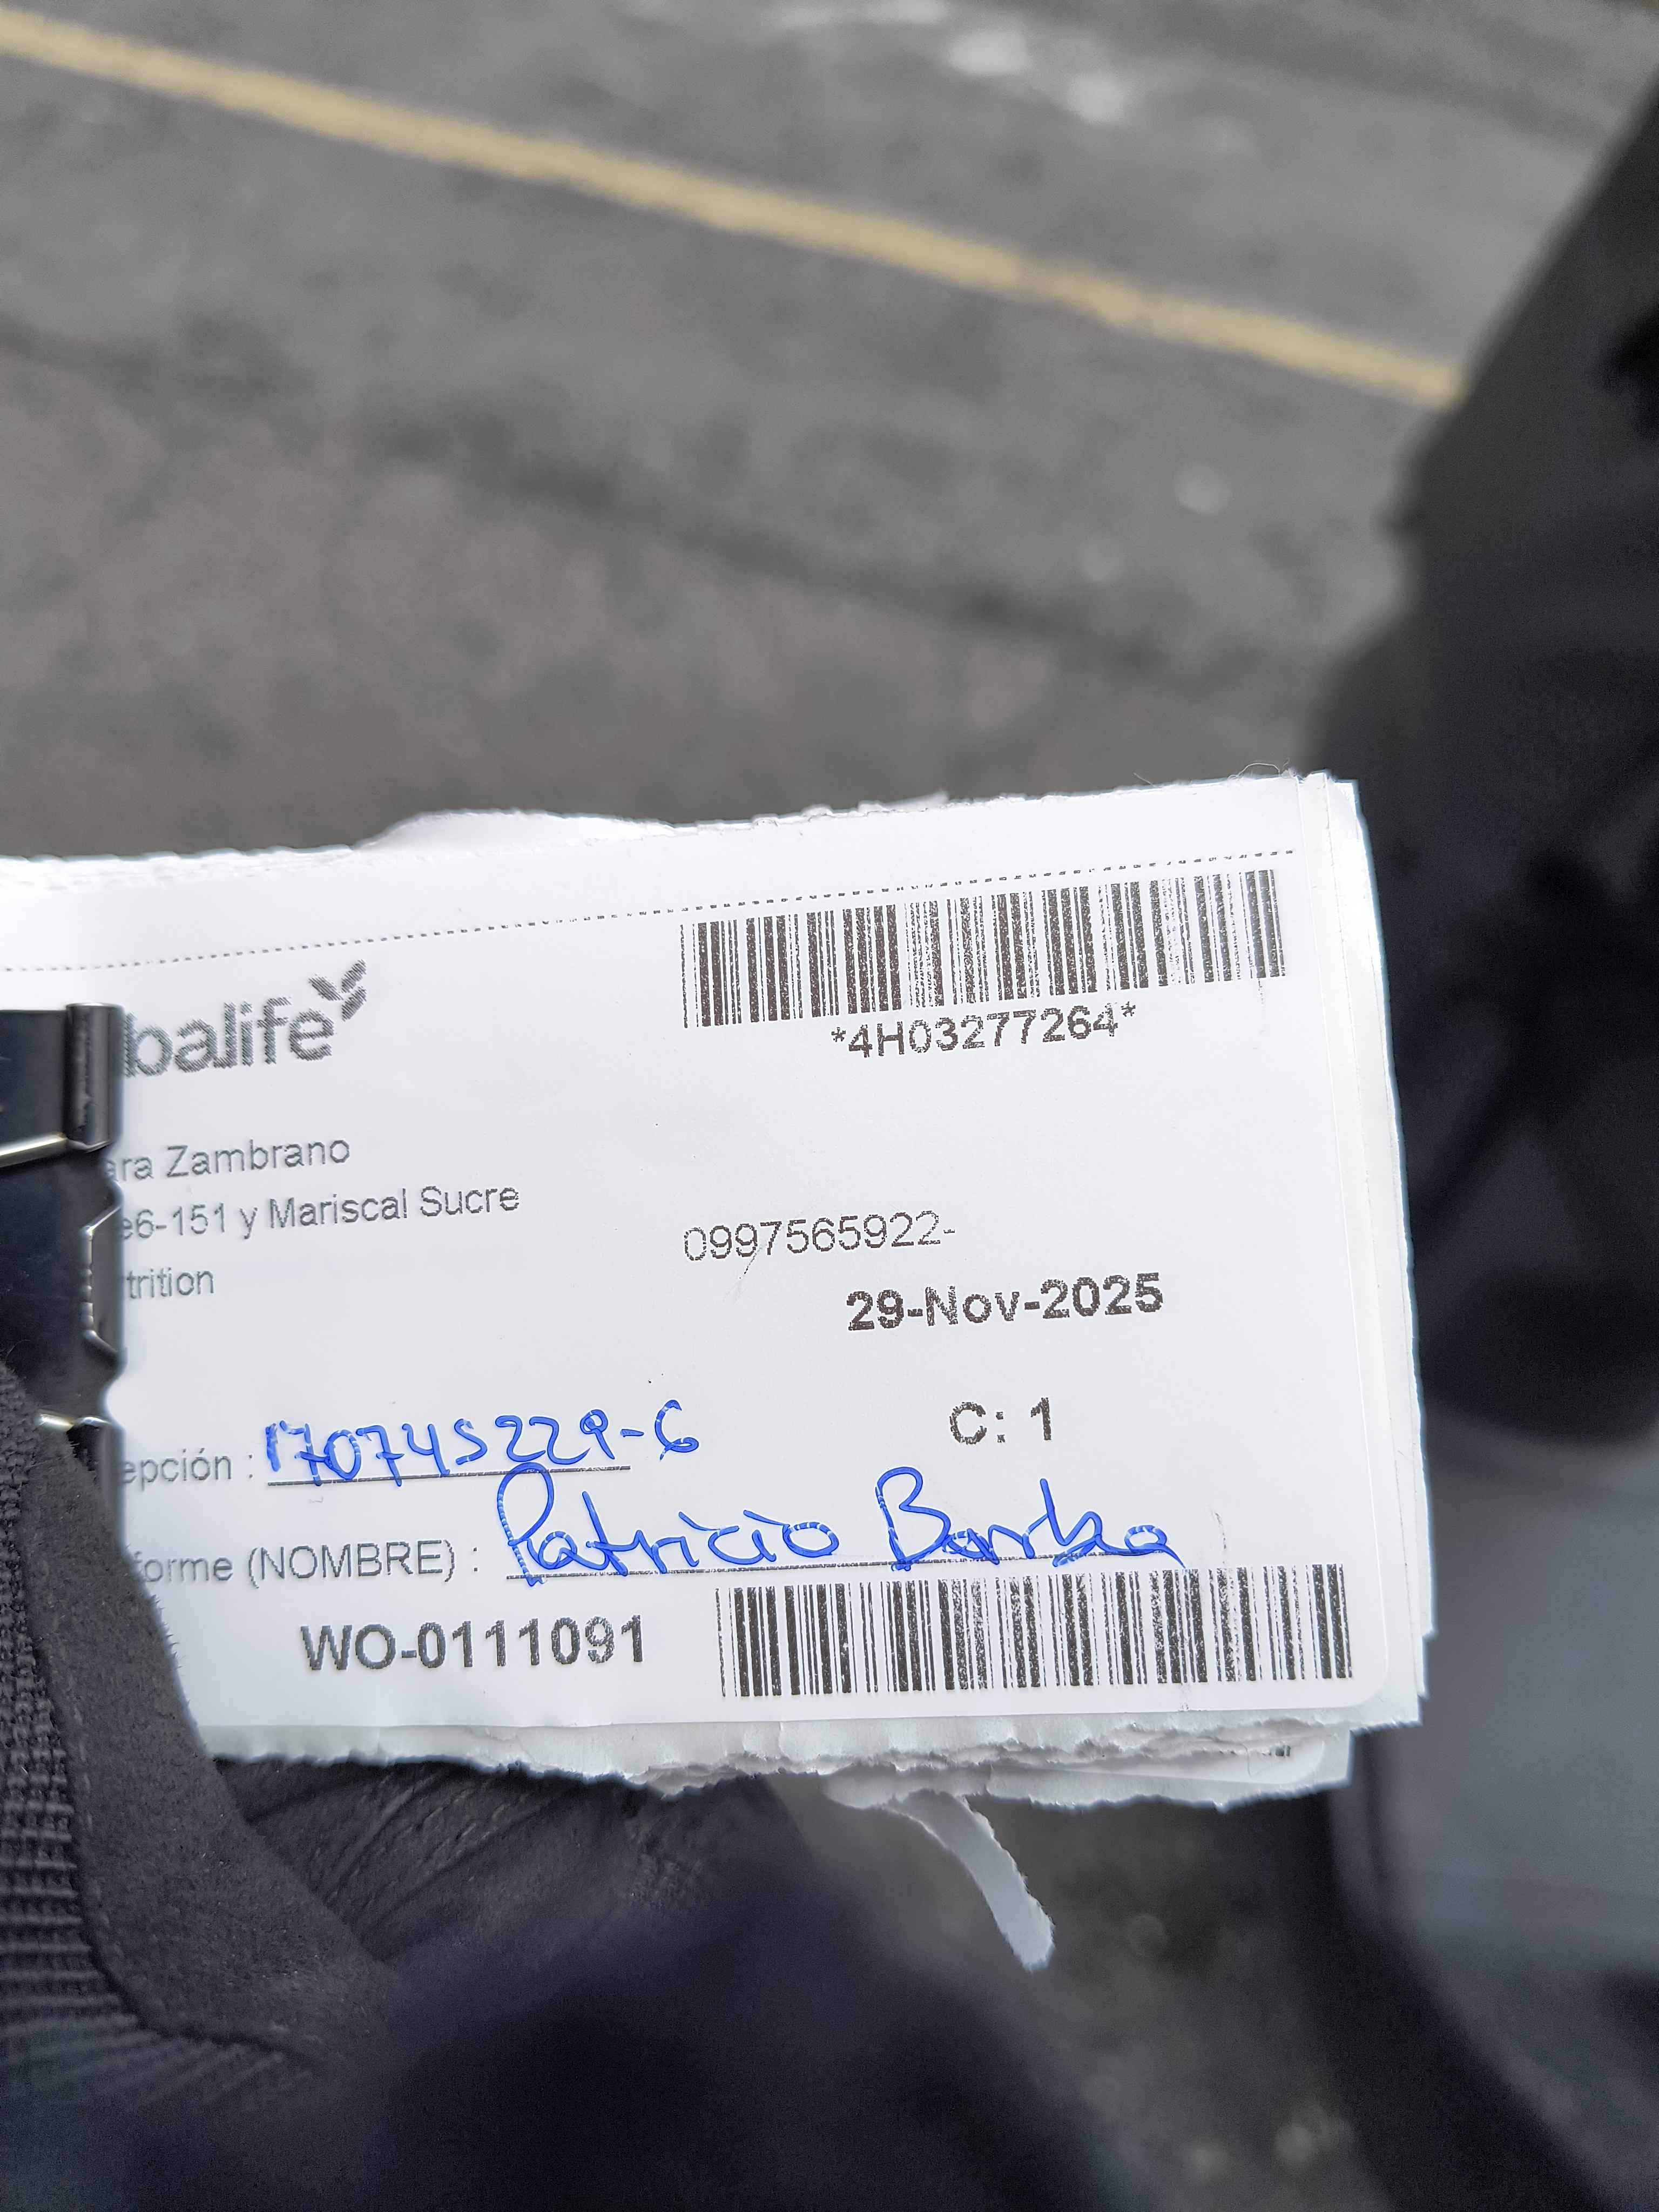 balife
*4H03277264*
ara Zambrano
e6-151 y Mariscal Sucre
0997565922-
trition
29-Nov-2025
C: 1
epción : 170745229-6
forme (NOMBRE) : Patricio Barba
WO-0111091